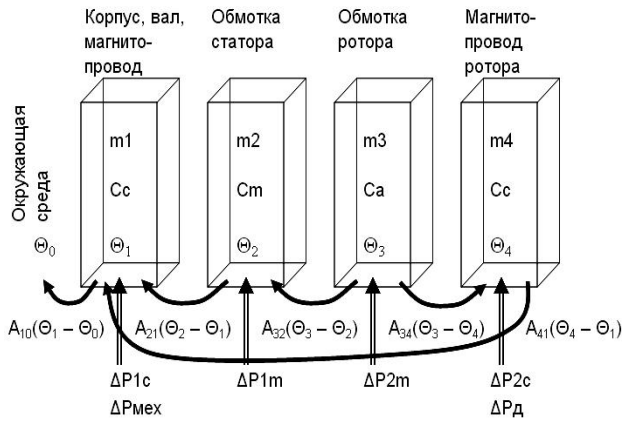 Корпус, вал,
магнито-
провод
Обмотка
статора
Обмотка
ротора
Магнито-
провод
ротора
Окружающая
среда
m1
m2
m3
m4
Cc
Cm
Ca
Cc
Θ₀
Θ₁
Θ₂
Θ₃
Θ₄
A₁₀(Θ₁ – Θ₀)
A₂₁(Θ₂ – Θ₁)
A₃₂(Θ₃ – Θ₂)
A₃₄(Θ₃ – Θ₄)
A₄₁(Θ₄ – Θ₁)
ΔP1c
ΔPмех
ΔP1m
ΔP2m
ΔP2c
ΔPд